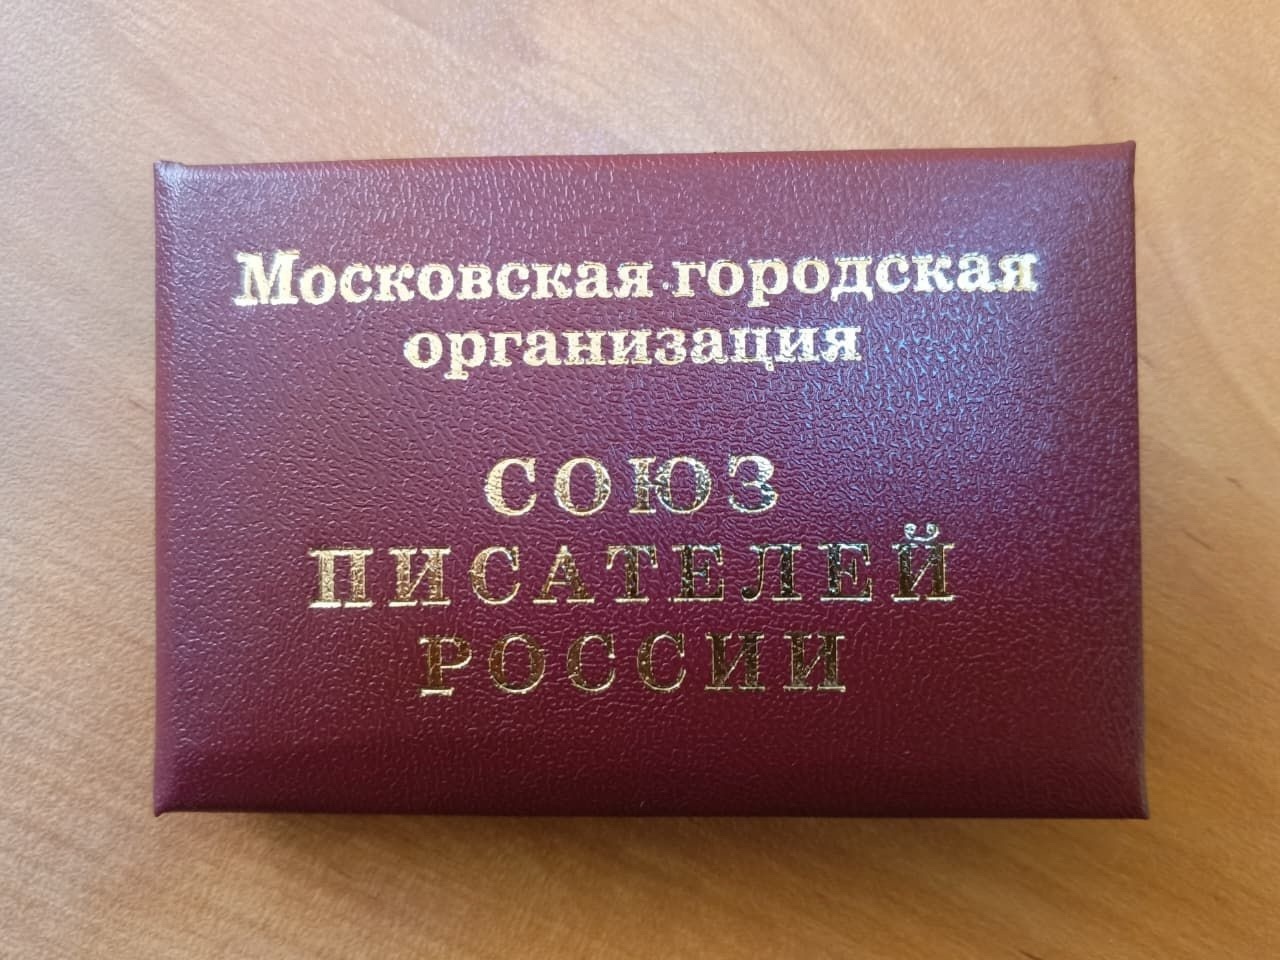 Московская городская
организация
СОЮЗ
ПИСАТЕЛЕЙ
РОССИИ